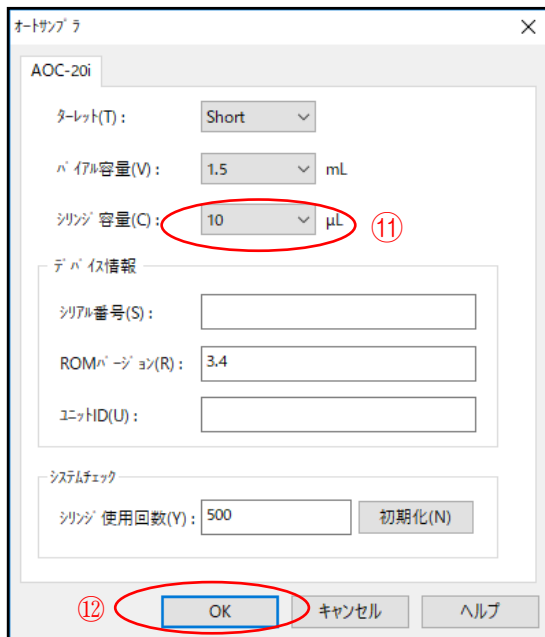 オートサンプラ
AOC-20i
ターレット(T): Short
バイアル容量(V): 1.5 mL
シリンジ容量(C): 10 µL ⑪
デバイス情報
シリアル番号(S):
ROMバージョン(R): 3.4
ユニットID(U):
システムチェック
シリンジ使用回数(Y): 500 初期化(N)
⑫ OK キャンセル ヘルプ